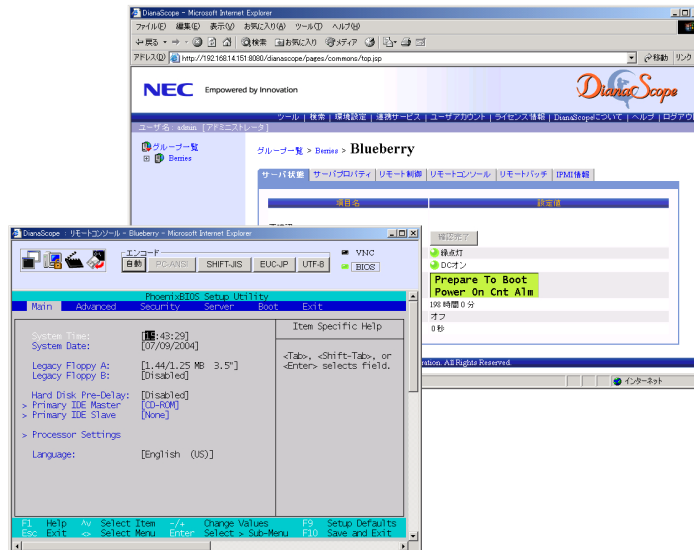 DianaScope - Microsoft Internet Explorer
ファイル(F) 編集(E) 表示(V) お気に入り(A) ツール(T) ヘルプ(H)
戻る 検索 お気に入り メディア
アドレス(D) http://192.168.14.151:8080/dianascope/pages/commons/top.jsp 移動 リンク
NEC Empowered by Innovation DianaScope
ツール | 検索 | 環境設定 | 連携サービス | ユーザアカウント | ライセンス情報 | DianaScopeについて | ヘルプ | ログアウ
ユーザ名: admin [アドミニストレータ]
グループ一覧
Berries
グループ一覧 > Berries > Blueberry
サーバ状態 サーバプロパティ リモート制御 リモートコンソール リモートバッチ IPMI情報
項目名 設定値
確認完了
緑点灯
DCオン
Prepare To Boot
Power On Cnt Alm
198 時間 0 分
オフ
0 秒
ration. All Rights Reserved.
インターネット
DianaScope : リモートコンソール - Blueberry - Microsoft Internet Explorer
エンコード
自動 PC-ANSI SHIFT-JIS EUC-JP UTF-8
VNC
BIOS
PhoenixBIOS Setup Utility
Main Advanced Security Server Boot Exit
Item Specific Help
System Time: :43:29]
System Date: [07/09/2004]
<Tab>, <Shift-Tab>, or
<Enter> selects field.
Legacy Floppy A: [1.44/1.25 MB 3.5"]
Legacy Floppy B: [Disabled]
Hard Disk Pre-Delay: [Disabled]
> Primary IDE Master [CD-ROM]
> Primary IDE Slave [None]
> Processor Settings
Language: [English (US)]
F1 Help ^v Select Item -/+ Change Values F9 Setup Defaults
Esc Exit <> Select Menu Enter Select > Sub-Menu F10 Save and Exit